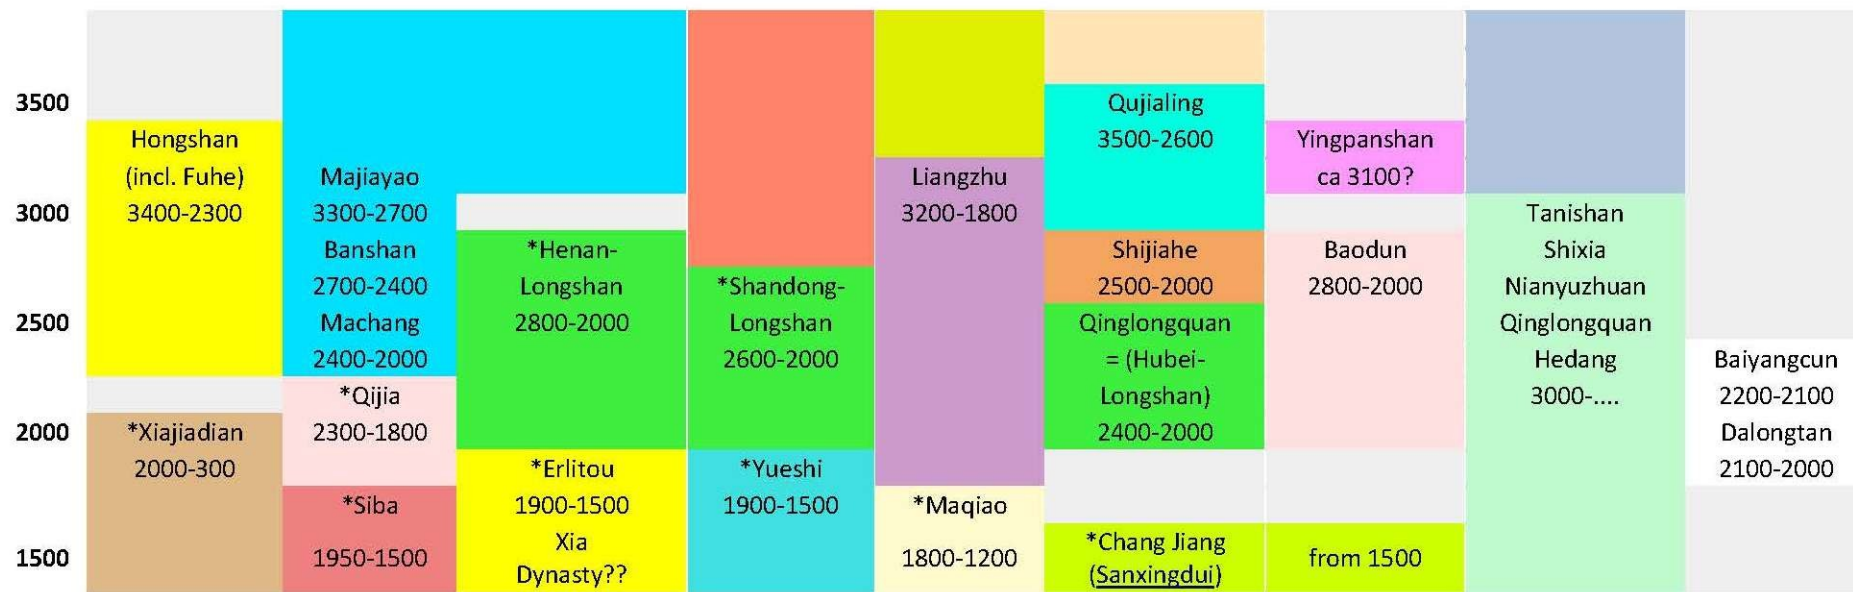 3500
3000
2500
2000
1500
Hongshan
(incl. Fuhe)
3400-2300
*Xiajiadian
2000-300
Majiayao
3300-2700
Banshan
2700-2400
Machang
2400-2000
*Qijia
2300-1800
*Siba
1950-1500
*Henan-
Longshan
2800-2000
*Erlitou
1900-1500
Xia
Dynasty??
*Shandong-
Longshan
2600-2000
*Yueshi
1900-1500
Liangzhu
3200-1800
*Maqiao
1800-1200
Qujialing
3500-2600
Shijiahe
2500-2000
Qinglongquan
= (Hubei-
Longshan)
2400-2000
*Chang Jiang
(Sanxingdui)
Yingpanshan
ca 3100?
Baodun
2800-2000
from 1500
Tanishan
Shixia
Nianyuzhuan
Qinglongquan
Hedang
3000-....
Baiyangcun
2200-2100
Dalongtan
2100-2000